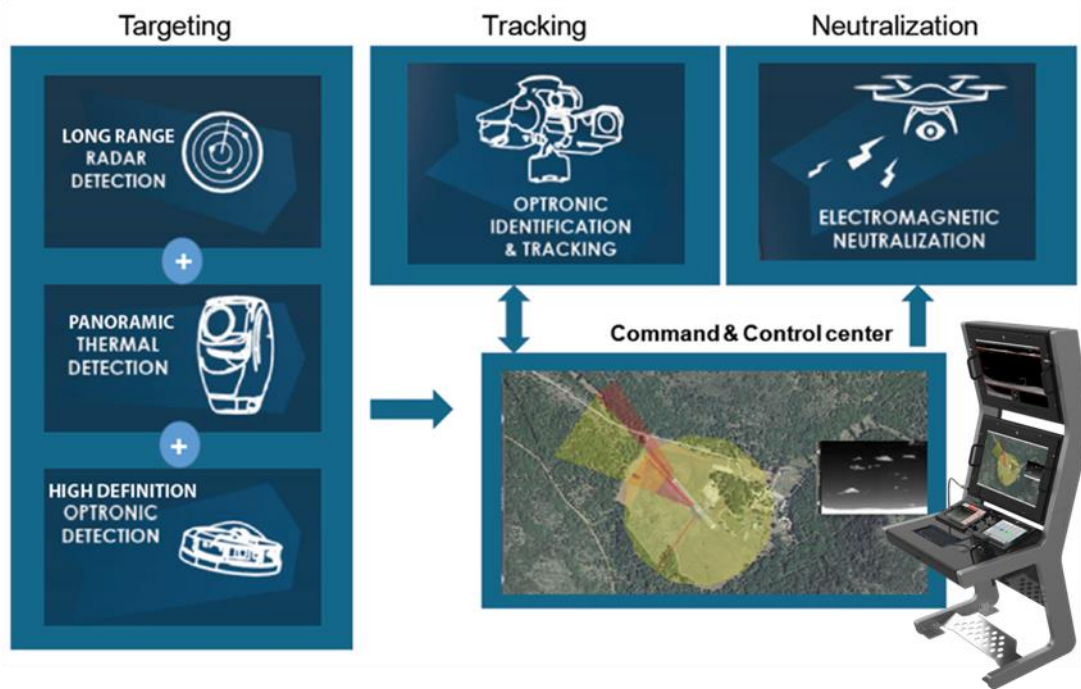 Targeting
LONG RANGE
RADAR
DETECTION
+
PANORAMIC
THERMAL
DETECTION
+
HIGH DEFINITION
OPTRONIC
DETECTION
Tracking
OPTRONIC
IDENTIFICATION
& TRACKING
Neutralization
ELECTROMAGNETIC
NEUTRALIZATION
Command & Control center